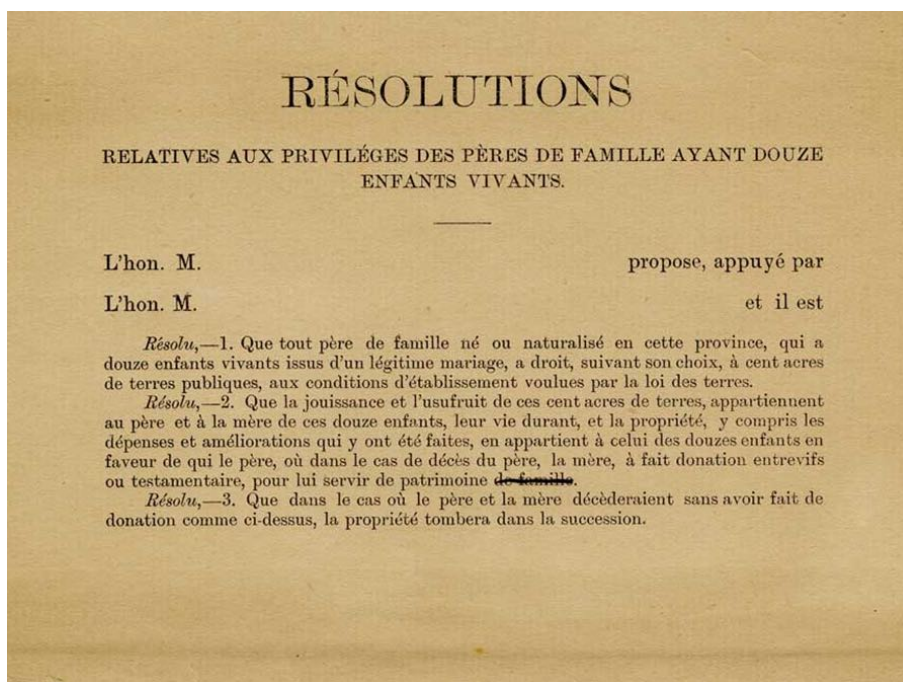 RÉSOLUTIONS
RELATIVES AUX PRIVILÉGES DES PÈRES DE FAMILLE AYANT DOUZE
ENFANTS VIVANTS.
L'hon. M. propose, appuyé par
L'hon. M. et il est
Résolu,—1. Que tout père de famille né ou naturalisé en cette province, qui a
douze enfants vivants issus d'un légitime mariage, a droit, suivant son choix, à cent acres
de terres publiques, aux conditions d'établissement voulues par la loi des terres.
Résolu,—2. Que la jouissance et l'usufruit de ces cent acres de terres, appartiennent
au père et à la mère de ces douze enfants, leur vie durant, et la propriété, y compris les
dépenses et améliorations qui y ont été faites, en appartient à celui des douzes enfants en
faveur de qui le père, où dans le cas de décès du père, la mère, à fait donation entrevifs
ou testamentaire, pour lui servir de patrimoine de famille.
Résolu,—3. Que dans le cas où le père et la mère décèderaient sans avoir fait de
donation comme ci-dessus, la propriété tombera dans la succession.